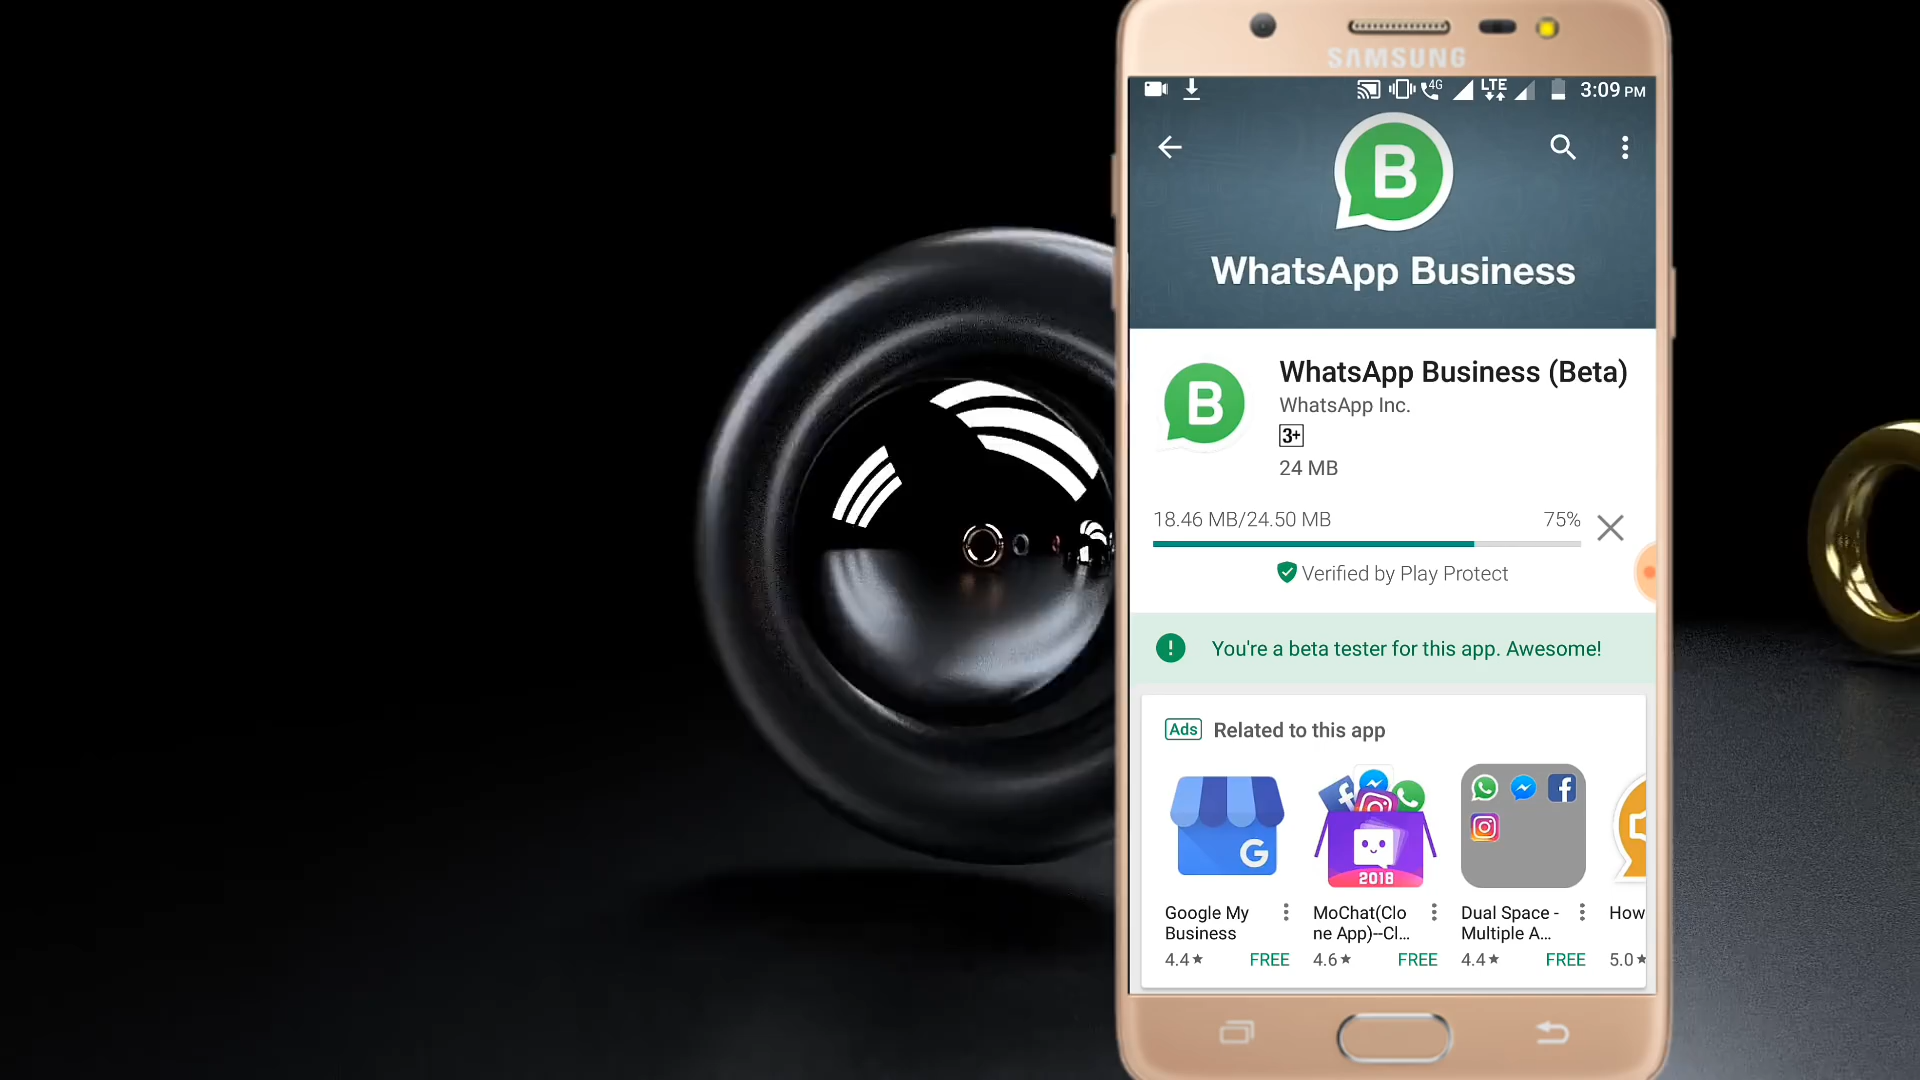 SAMSUNG
4G LTE 3:09 PM
B
WhatsApp Business
B
WhatsApp Business (Beta)
WhatsApp Inc.
3+
24 MB
18.46 MB/24.50 MB 75%
Verified by Play Protect
! You're a beta tester for this app. Awesome!
Ads Related to this app
G
2018
Google My
Business
4.4★ FREE
MoChat(Clo
ne App)--Cl...
4.6★ FREE
Dual Space -
Multiple A...
4.4★ FREE
How
5.0★